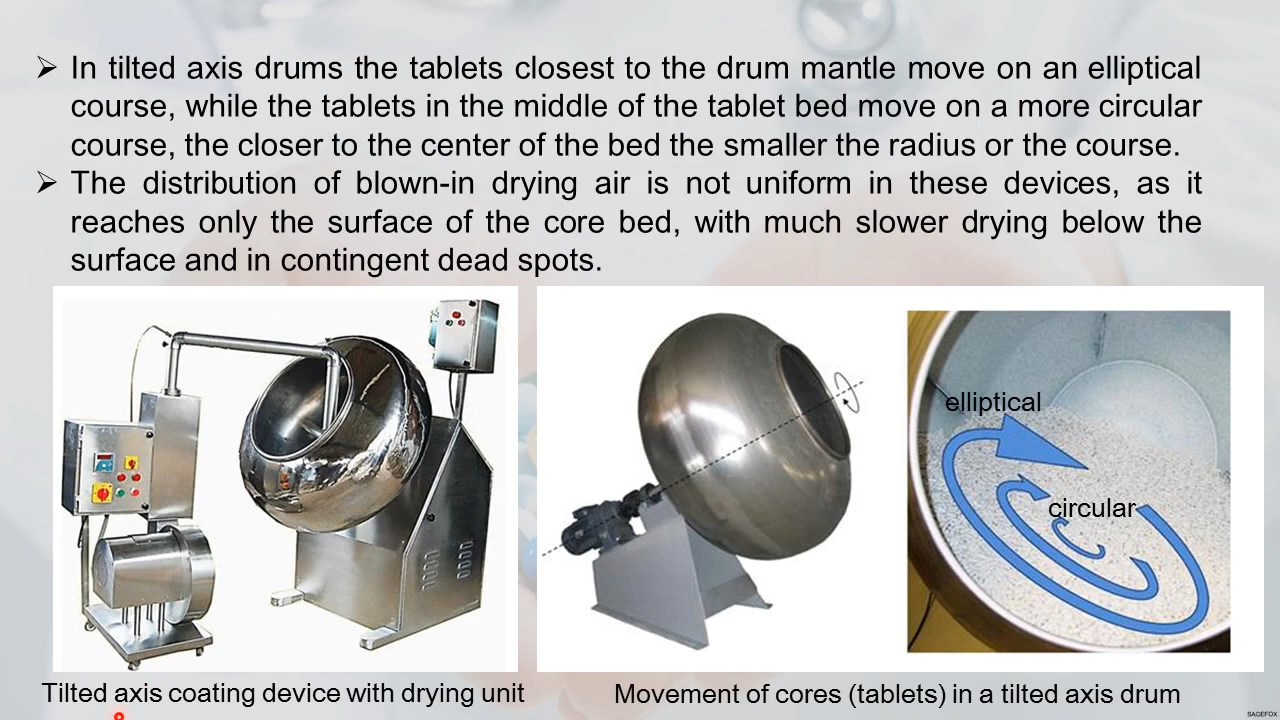 ➢ In tilted axis drums the tablets closest to the drum mantle move on an elliptical
course, while the tablets in the middle of the tablet bed move on a more circular
course, the closer to the center of the bed the smaller the radius or the course.
➢ The distribution of blown-in drying air is not uniform in these devices, as it
reaches only the surface of the core bed, with much slower drying below the
surface and in contingent dead spots.
elliptical
circular
Tilted axis coating device with drying unit
Movement of cores (tablets) in a tilted axis drum
SAGEFOX